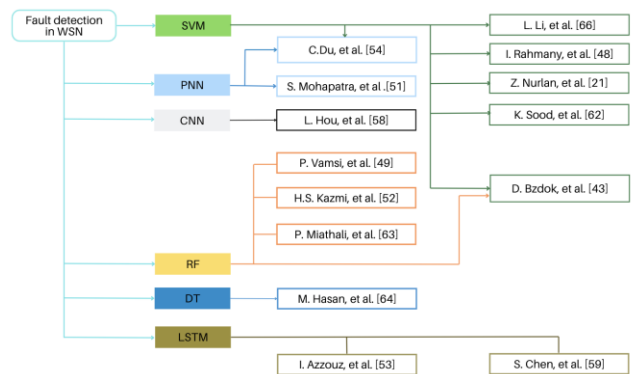 Fault detection
in WSN
SVM
L. Li, et al. [66]
C.Du, et al. [54]
I. Rahmany, et al. [48]
PNN
S. Mohapatra, et al .[51]
Z. Nurlan, et al. [21]
CNN
L. Hou, et al. [58]
K. Sood, et al. [62]
P. Vamsi, et al. [49]
H.S. Kazmi, et al. [52]
D. Bzdok, et al. [43]
P. Miathali, et al. [63]
RF
DT
M. Hasan, et al. [64]
LSTM
I. Azzouz, et al. [53]
S. Chen, et al. [59]